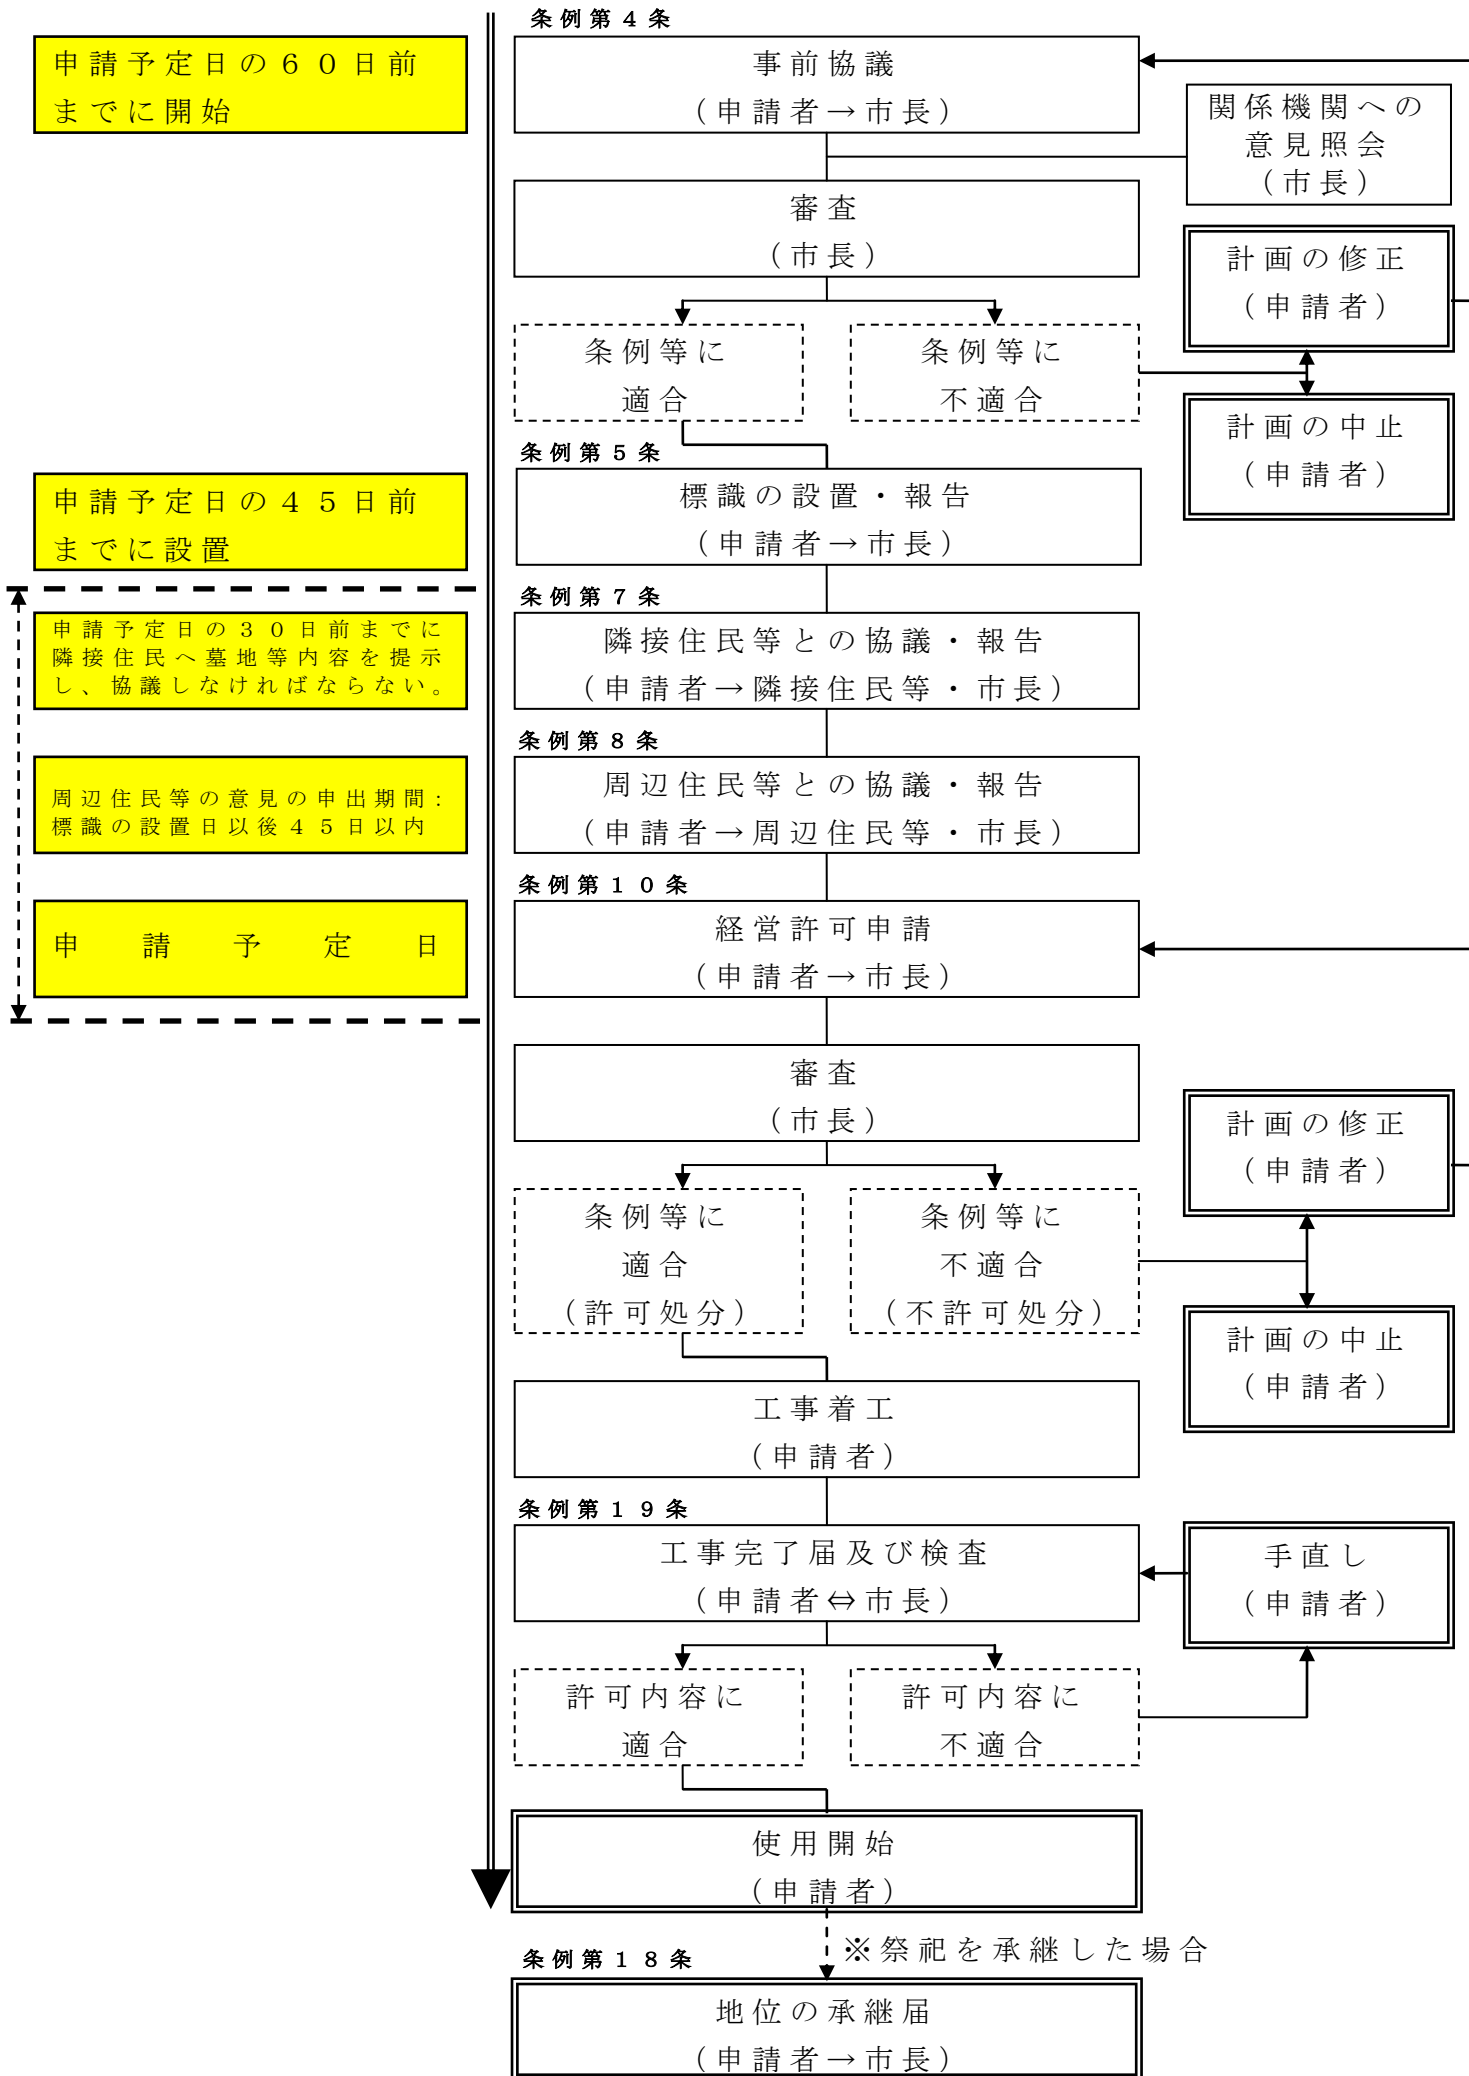 条例第４条
申請予定日の６０日前
までに開始
事前協議
（申請者→市長）
関係機関への
意見照会
（市長）
審査
（市長）
計画の修正
（申請者）
条例等に
適合
条例等に
不適合
計画の中止
（申請者）
条例第５条
申請予定日の４５日前
までに設置
標識の設置・報告
（申請者→市長）
条例第７条
申請予定日の３０日前までに
隣接住民へ墓地等内容を提示
し、協議しなければならない。
隣接住民等との協議・報告
（申請者→隣接住民等・市長）
条例第８条
周辺住民等の意見の申出期間：
標識の設置日以後４５日以内
周辺住民等との協議・報告
（申請者→周辺住民等・市長）
条例第１０条
申請予定日
経営許可申請
（申請者→市長）
審査
（市長）
計画の修正
（申請者）
条例等に
適合
（許可処分）
条例等に
不適合
（不許可処分）
計画の中止
（申請者）
工事着工
（申請者）
条例第１９条
工事完了届及び検査
（申請者⇔市長）
手直し
（申請者）
許可内容に
適合
許可内容に
不適合
使用開始
（申請者）
※祭祀を承継した場合
条例第１８条
地位の承継届
（申請者→市長）